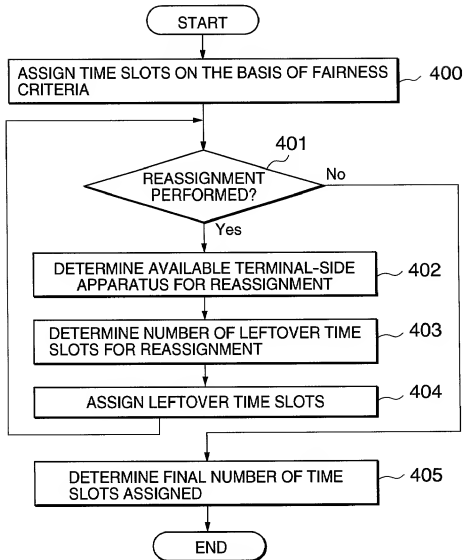 START
ASSIGN TIME SLOTS ON THE BASIS OF FAIRNESS
CRITERIA
400
401
REASSIGNMENT
PERFORMED?
No
Yes
DETERMINE AVAILABLE TERMINAL-SIDE
APPARATUS FOR REASSIGNMENT
402
DETERMINE NUMBER OF LEFTOVER TIME
SLOTS FOR REASSIGNMENT
403
ASSIGN LEFTOVER TIME SLOTS
404
DETERMINE FINAL NUMBER OF TIME
SLOTS ASSIGNED
405
END